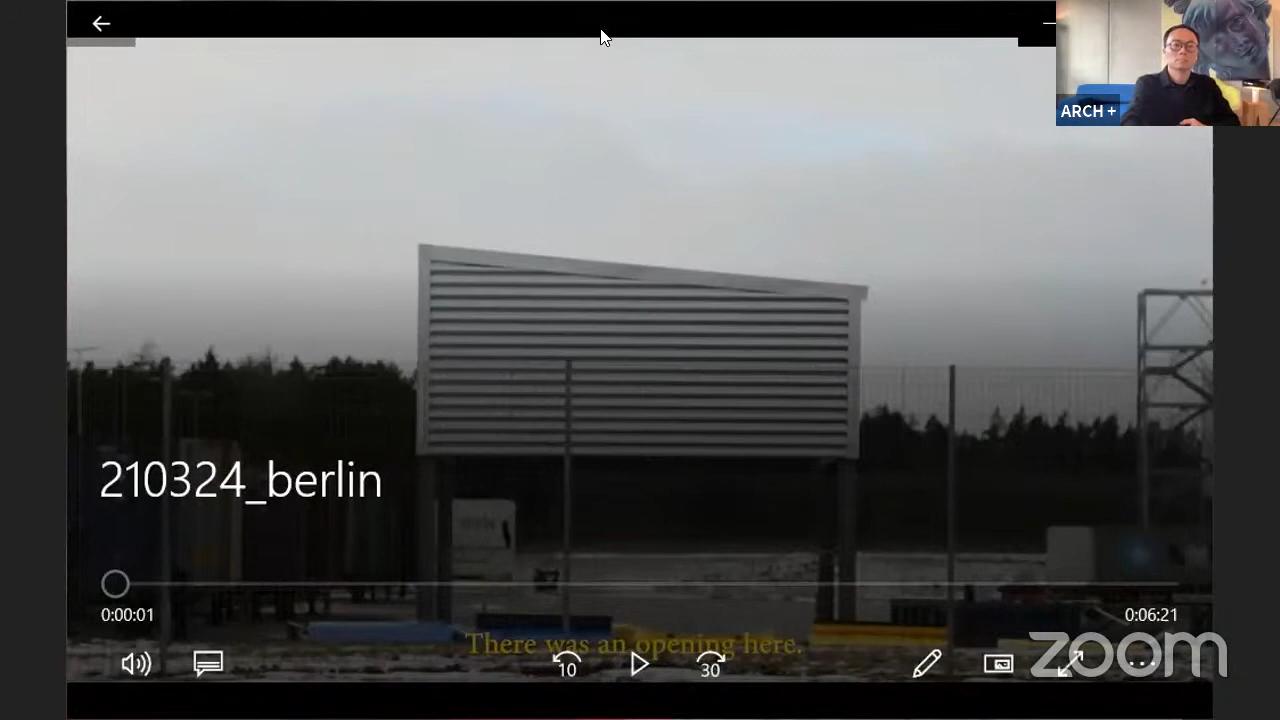 ARCH +
210324_berlin
0:00:01
0:06:21
There was an opening here.
10
30
zoom